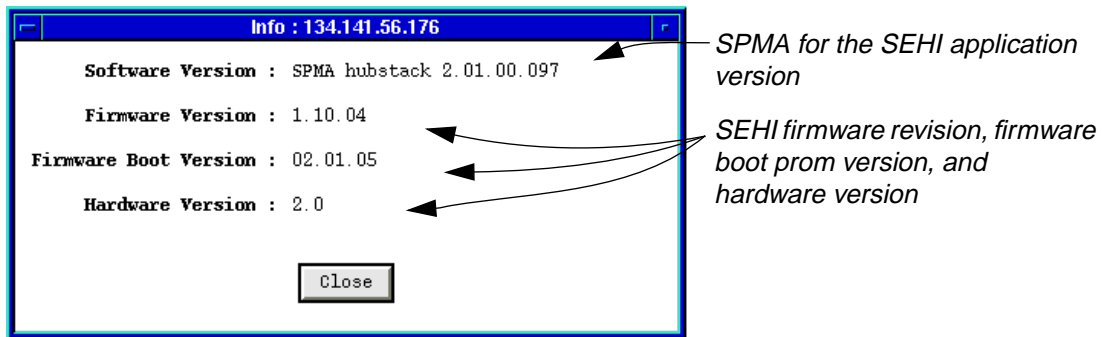 Info : 134.141.56.176
Software Version : SPMA hubstack 2.01.00.097
Firmware Version : 1.10.04
Firmware Boot Version : 02.01.05
Hardware Version : 2.0
Close
SPMA for the SEHI application
version
SEHI firmware revision, firmware
boot prom version, and
hardware version